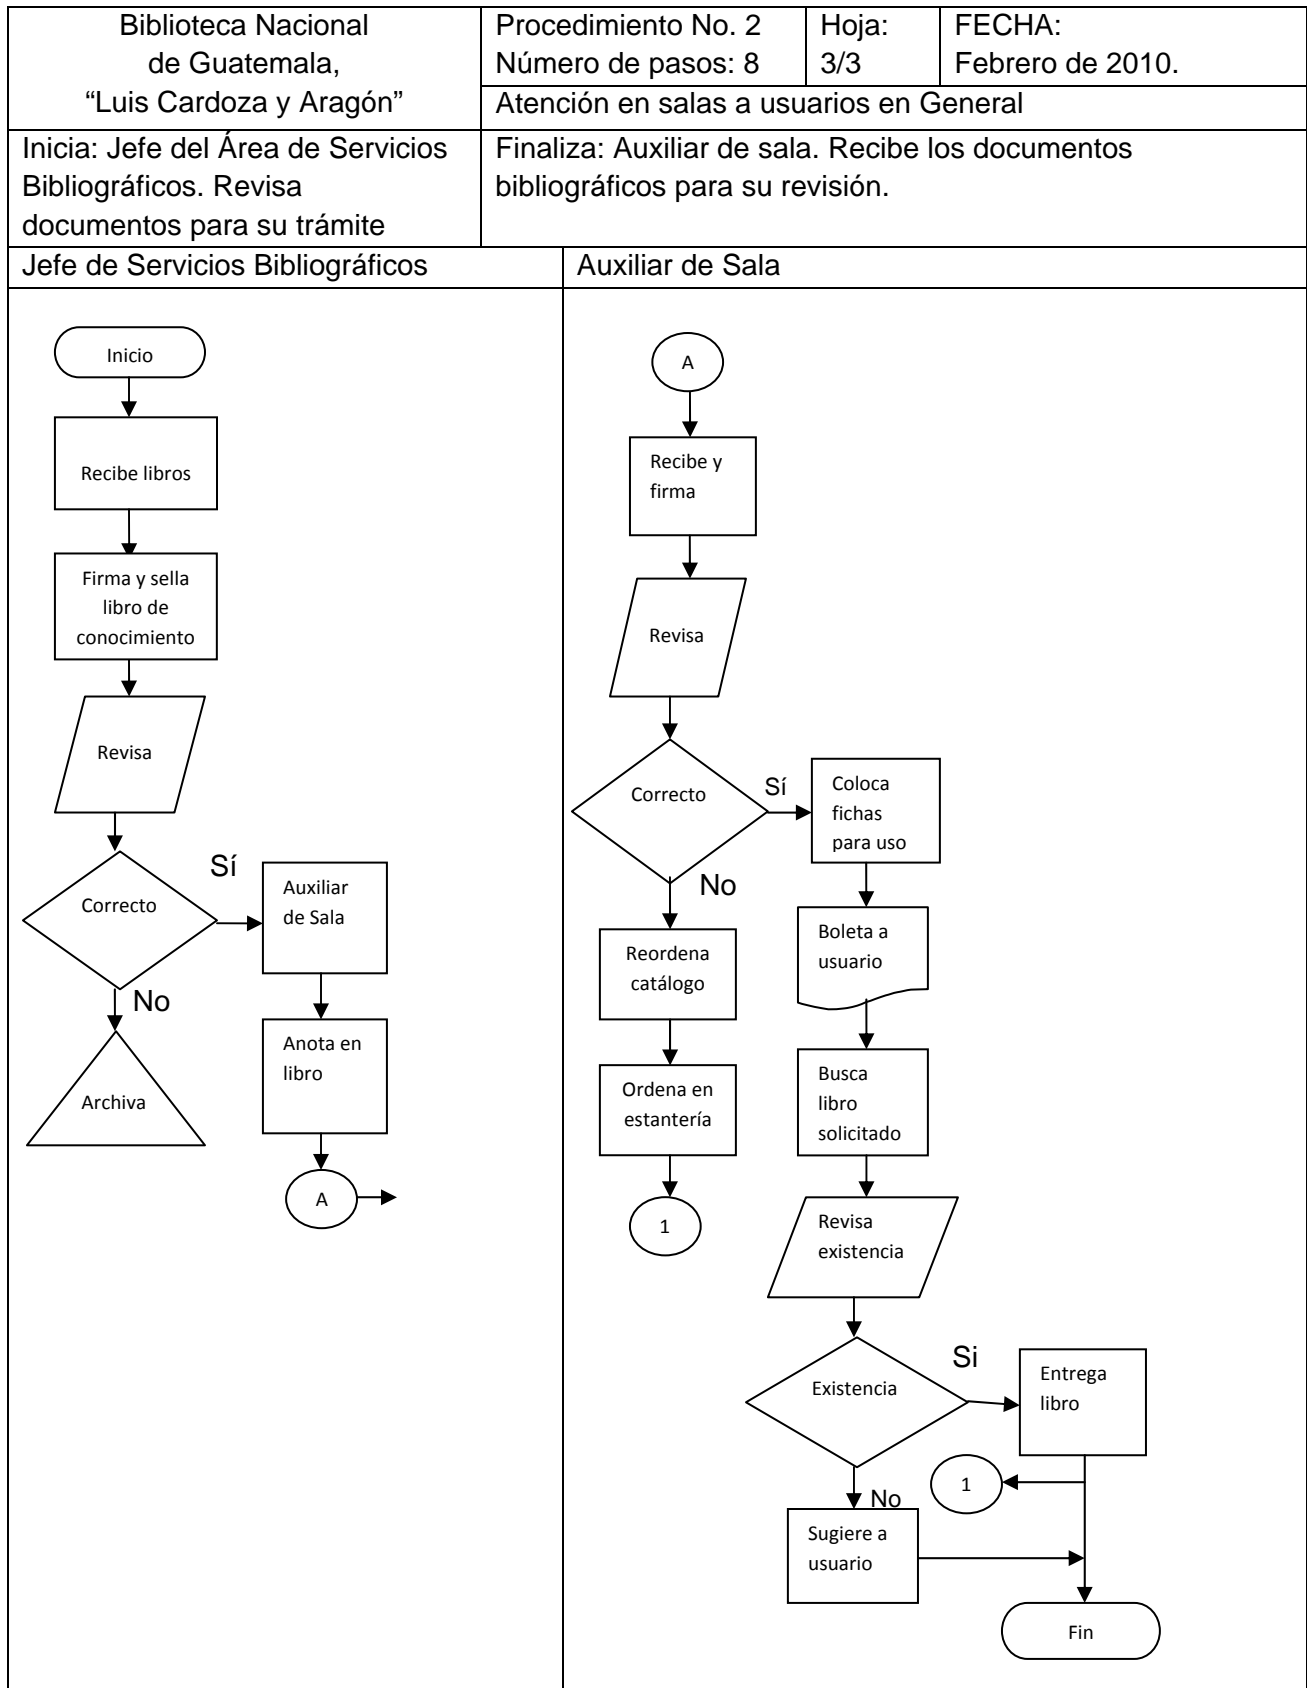 Biblioteca Nacional
de Guatemala,
“Luis Cardoza y Aragón”
Procedimiento No. 2
Número de pasos: 8
Hoja:
3/3
FECHA:
Febrero de 2010.
Atención en salas a usuarios en General
Inicia: Jefe del Área de Servicios
Bibliográficos. Revisa
documentos para su trámite
Finaliza: Auxiliar de sala. Recibe los documentos
bibliográficos para su revisión.
Jefe de Servicios Bibliográficos
Auxiliar de Sala
Inicio
Recibe libros
Firma y sella
libro de
conocimiento
Revisa
Correcto
Sí
Auxiliar
de Sala
No
Archiva
Anota en
libro
A
A
Recibe y
firma
Revisa
Correcto
Sí
Coloca
fichas
para uso
No
Reordena
catálogo
Ordena en
estantería
1
Boleta a
usuario
Busca
libro
solicitado
Revisa
existencia
Existencia
Si
Entrega
libro
1
No
Sugiere a
usuario
Fin